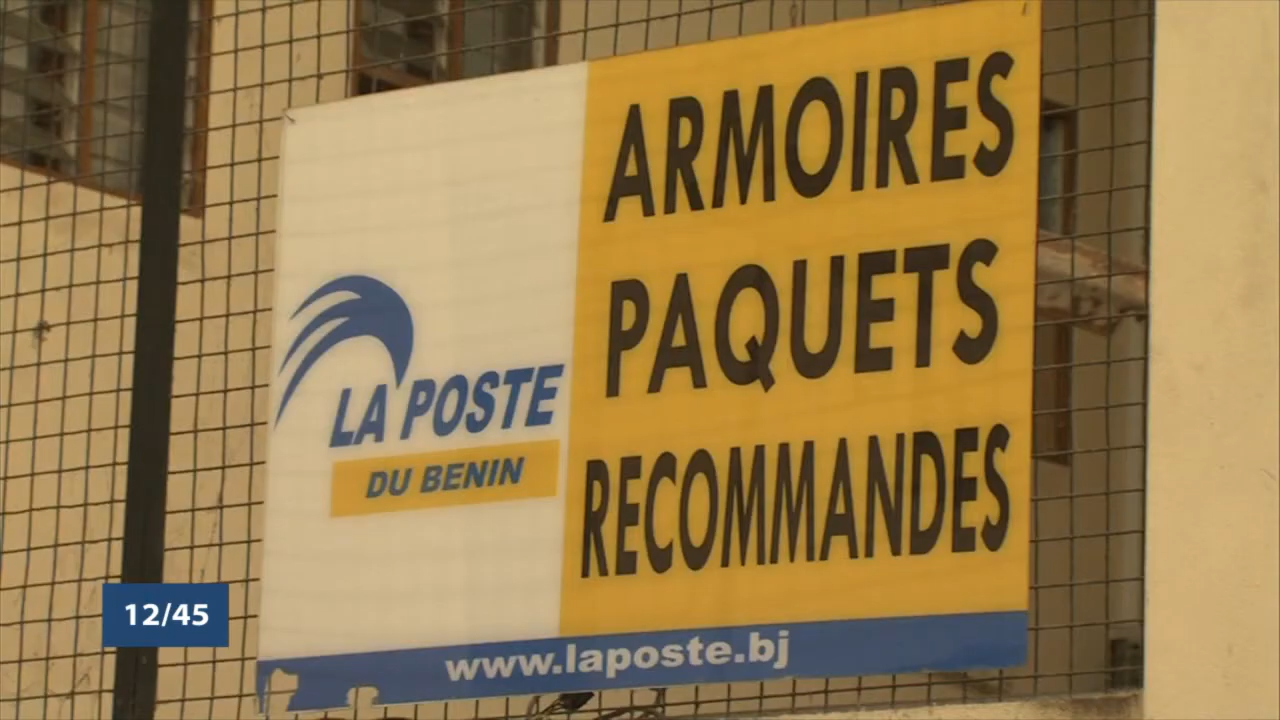 ARMOIRES
PAQUETS
RECOMMANDES
LA POSTE
DU BENIN
www.laposte.bj
12/45